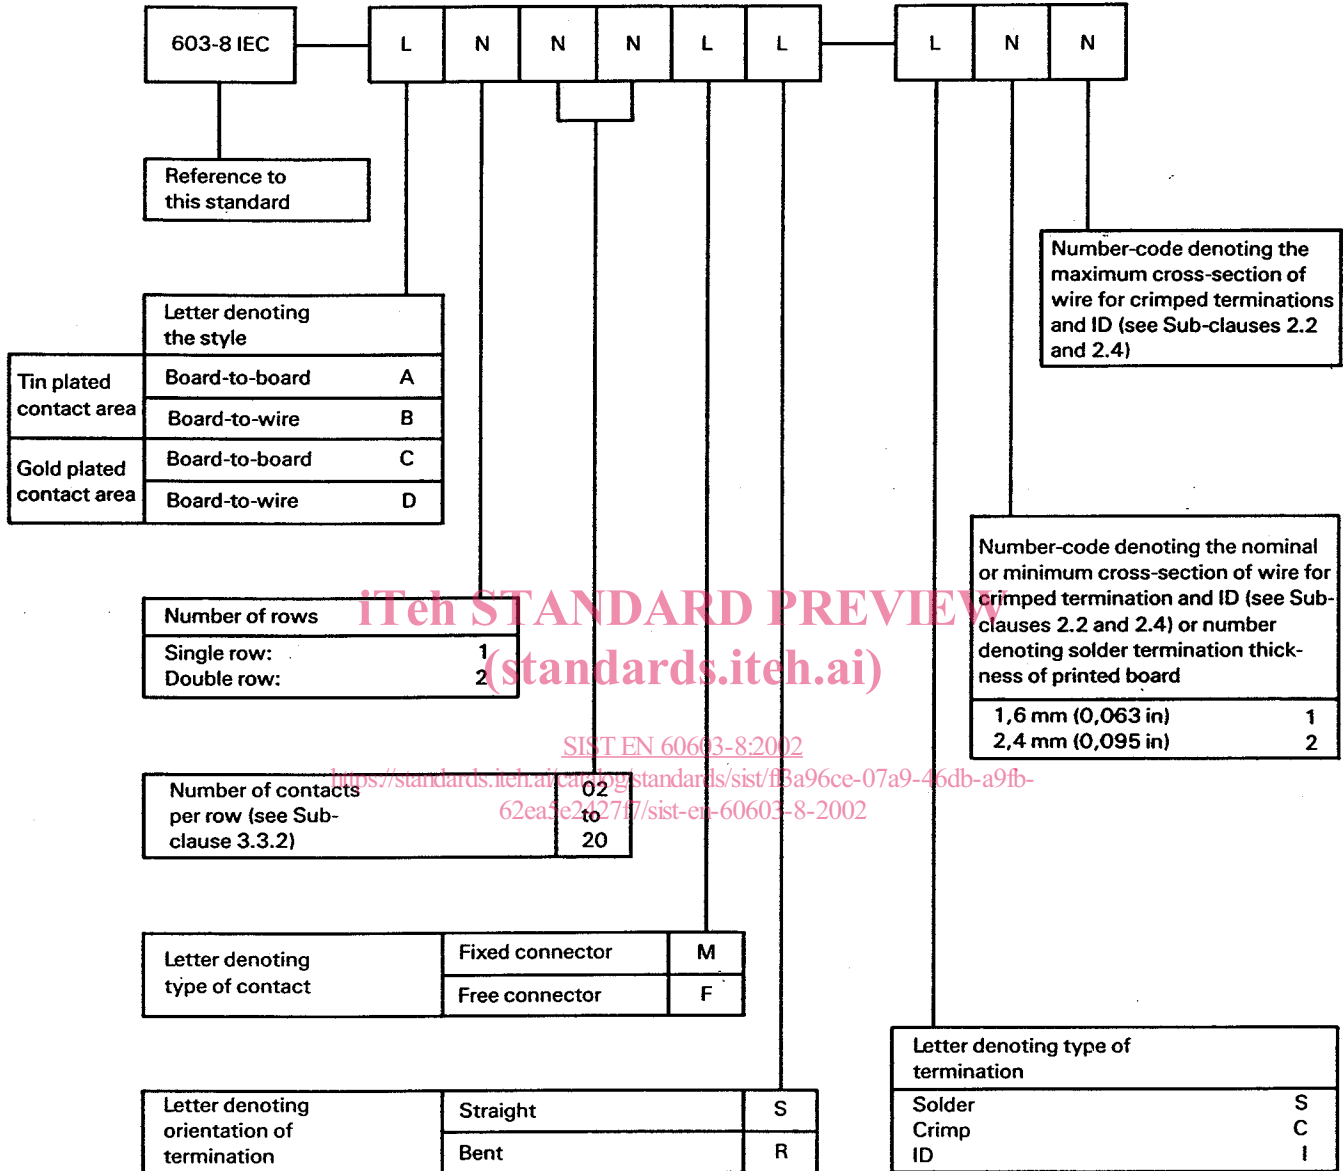 603-8 IEC L N N N L L L N N
Reference to
this standard
Number-code denoting the
maximum cross-section of
wire for crimped terminations
and ID (see Sub-clauses 2.2
and 2.4)
Letter denoting
the style
Tin plated
contact area
Board-to-board A
Board-to-wire B
Gold plated
contact area
Board-to-board C
Board-to-wire D
Number-code denoting the nominal
or minimum cross-section of wire for
crimped termination and ID (see Sub-
clauses 2.2 and 2.4) or number
denoting solder termination thick-
ness of printed board
1,6 mm (0,063 in) 1
2,4 mm (0,095 in) 2
iTeh STANDARD PREVIEW
(standards.iteh.ai)
Number of rows
Single row: 1
Double row: 2
SIST EN 60603-8:2002
https://standards.iteh.ai/catalog/standards/sist/ff3a96ce-07a9-46db-a9fb-
62ea5e2427f7/sist-en-60603-8-2002
Number of contacts
per row (see Sub-
clause 3.3.2)
02
to
20
Letter denoting
type of contact
Fixed connector M
Free connector F
Letter denoting
orientation of
termination
Straight S
Bent R
Letter denoting type of
termination
Solder S
Crimp C
ID I